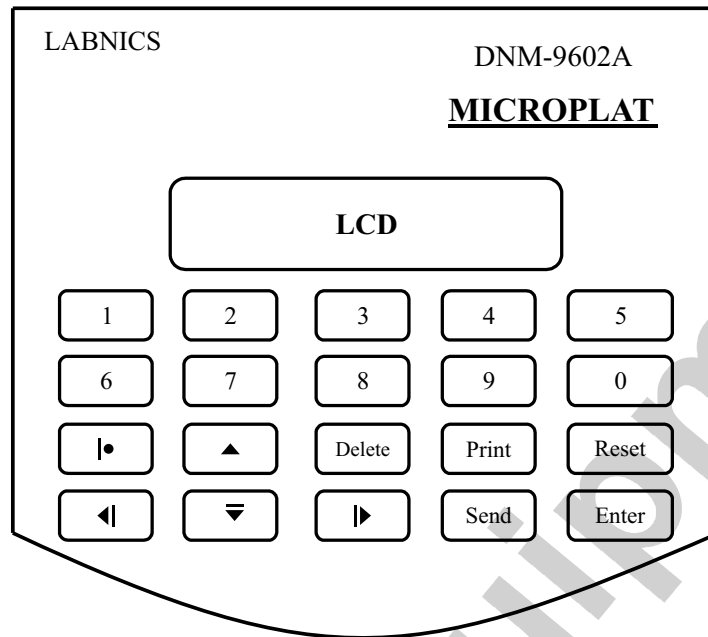 LABNICS
DNM-9602A
MICROPLAT
LCD
1 2 3 4 5
6 7 8 9 0
Delete Print Reset
Send Enter